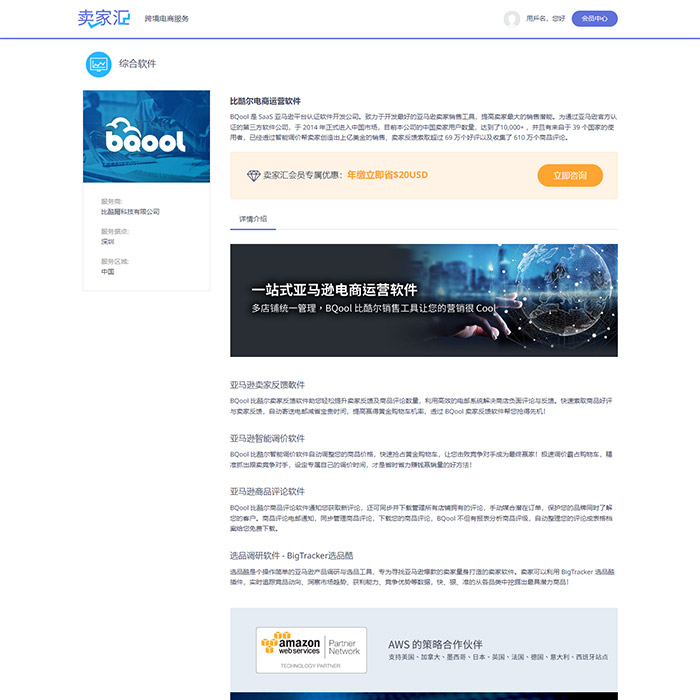 卖家汇
跨境电商服务
用戶名，您好
会员中心
综合软件
bqool
服务商:
比酷爾科技有限公司
服务据点:
深圳
服务区域:
中国
比酷尔电商运营软件
BQool 是 SaaS 亚马逊平台认证软件开发公司。致力于开发最好的亚马逊卖家销售工具，提高卖家最大的销售潜能。为通过亚马逊官方认
证的第三方软件公司，于 2014 年正式进入中国市场，目前本公司的中国卖家用户数量，达到了10,000+ ，并且有来自于 39 个国家的使
用者，已经透过智能调价帮卖家创造出上亿美金的销售，卖家反馈索取超过 69 万个好评以及收集了 610 万个商品评论。
卖家汇会员专属优惠：年缴立即省$20USD
立即咨询
详情介绍
一站式亚马逊电商运营软件
多店铺统一管理，BQool 比酷尔销售工具让您的营销很 Cool
亚马逊卖家反馈軟件
BQool 比酷尔卖家反馈软件助您轻松提升卖家反馈及商品评论数量，利用高效的电邮系统解决商店负面评论与反馈。快速索取商品好评
与卖家反馈，自动寄送电邮减省宝贵时间，提高赢得黄金购物车机率，透过 BQool 卖家反馈软件帮您抢得先机！
亚马逊智能调价软件
BQool 比酷尔智能调价软件自动调整您的商品价格，快速抢占黄金购物车，让您击败竞争对手成为最终赢家！极速调价霸占购物车，精
准抓出跟卖竞争对手，设定专属自己的调价时间，才是省时省力赚钱赢销量的好方法！
亚马逊商品评论软件
BQool 比酷尔商品评论软件通知您获取新评论，还可同步并下载管理所有店铺拥有的评论，手动媒合潜在订单，保护您的品牌同时了解
您的客户。商品评论电邮通知，同步管理商品评论，下载您的商品评论，BQool 不但有报表分析商品评级，自动整理您的评论成表格档
案给您免费下载。
选品调研软件 - BigTracker选品酷
选品酷是个操作简单的亚马逊产品调研与选品工具，专为寻找亚马逊爆款的卖家量身打造的卖家软件。卖家可以利用 BigTracker 选品酷
插件，实时追踪竞品动向、洞察市场趋势、获利能力、竞争优势等数据，快、狠、准的从各品类中挖掘出最具潜力商品！
amazon
web services
Partner
Network
TECHNOLOGY PARTNER
AWS 的策略合作伙伴
支持美国、加拿大、墨西哥、日本、英国、法国、德国、意大利、西班牙站点